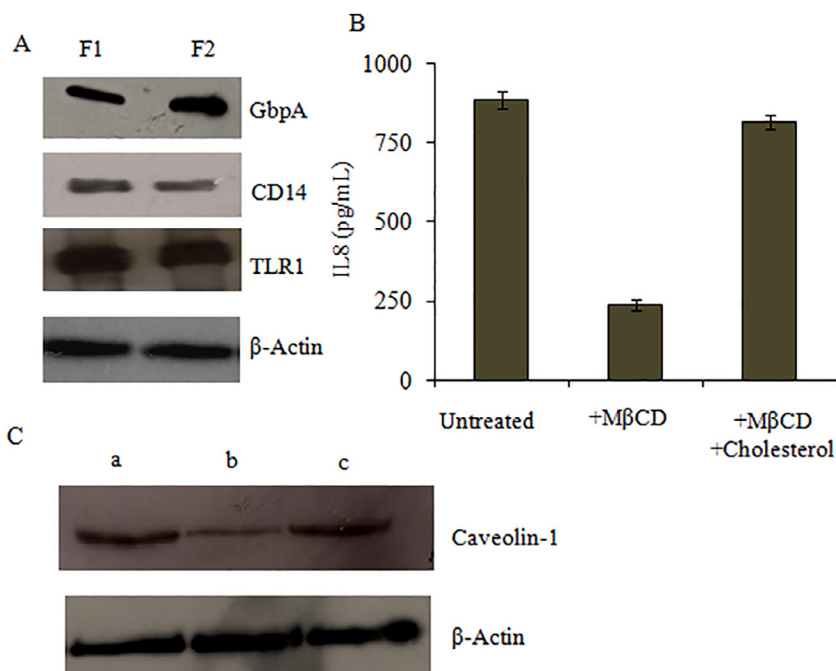 A
F1 F2
GbpA
CD14
TLR1
β-Actin
B
1000
750
500
250
0
IL8 (pg/mL)
Untreated
+MβCD
+MβCD
+Cholesterol
C
a b c
Caveolin-1
β-Actin